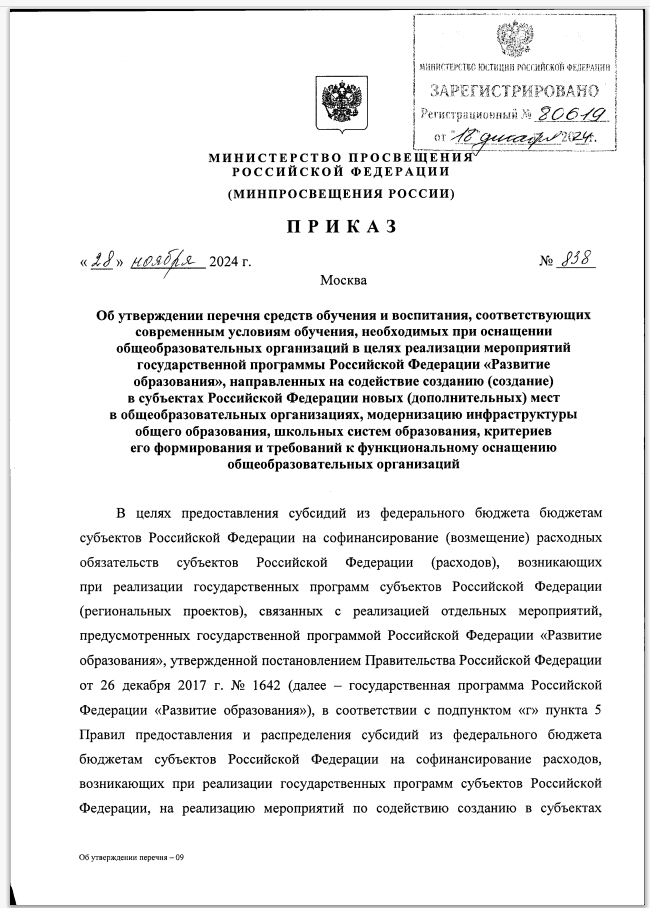 МИНИСТЕРСТВО ЮСТИЦИИ РОССИЙСКОЙ ФЕДЕРАЦИИ
ЗАРЕГИСТРИРОВАНО
Регистрационный № 80619
от "18" декабря 2024г.
МИНИСТЕРСТВО ПРОСВЕЩЕНИЯ
РОССИЙСКОЙ ФЕДЕРАЦИИ
(МИНПРОСВЕЩЕНИЯ РОССИИ)
ПРИКАЗ
« 28 » ноября 2024 г.
№ 838
Москва
Об утверждении перечня средств обучения и воспитания, соответствующих
современным условиям обучения, необходимых при оснащении
общеобразовательных организаций в целях реализации мероприятий
государственной программы Российской Федерации «Развитие
образования», направленных на содействие созданию (создание)
в субъектах Российской Федерации новых (дополнительных) мест
в общеобразовательных организациях, модернизацию инфраструктуры
общего образования, школьных систем образования, критериев
его формирования и требований к функциональному оснащению
общеобразовательных организаций
В целях предоставления субсидий из федерального бюджета бюджетам
субъектов Российской Федерации на софинансирование (возмещение) расходных
обязательств субъектов Российской Федерации (расходов), возникающих
при реализации государственных программ субъектов Российской Федерации
(региональных проектов), связанных с реализацией отдельных мероприятий,
предусмотренных государственной программой Российской Федерации «Развитие
образования», утвержденной постановлением Правительства Российской Федерации
от 26 декабря 2017 г. № 1642 (далее – государственная программа Российской
Федерации «Развитие образования»), в соответствии с подпунктом «г» пункта 5
Правил предоставления и распределения субсидий из федерального бюджета
бюджетам субъектов Российской Федерации на софинансирование расходов,
возникающих при реализации государственных программ субъектов Российской
Федерации, на реализацию мероприятий по содействию созданию в субъектах
Об утверждении перечня – 09